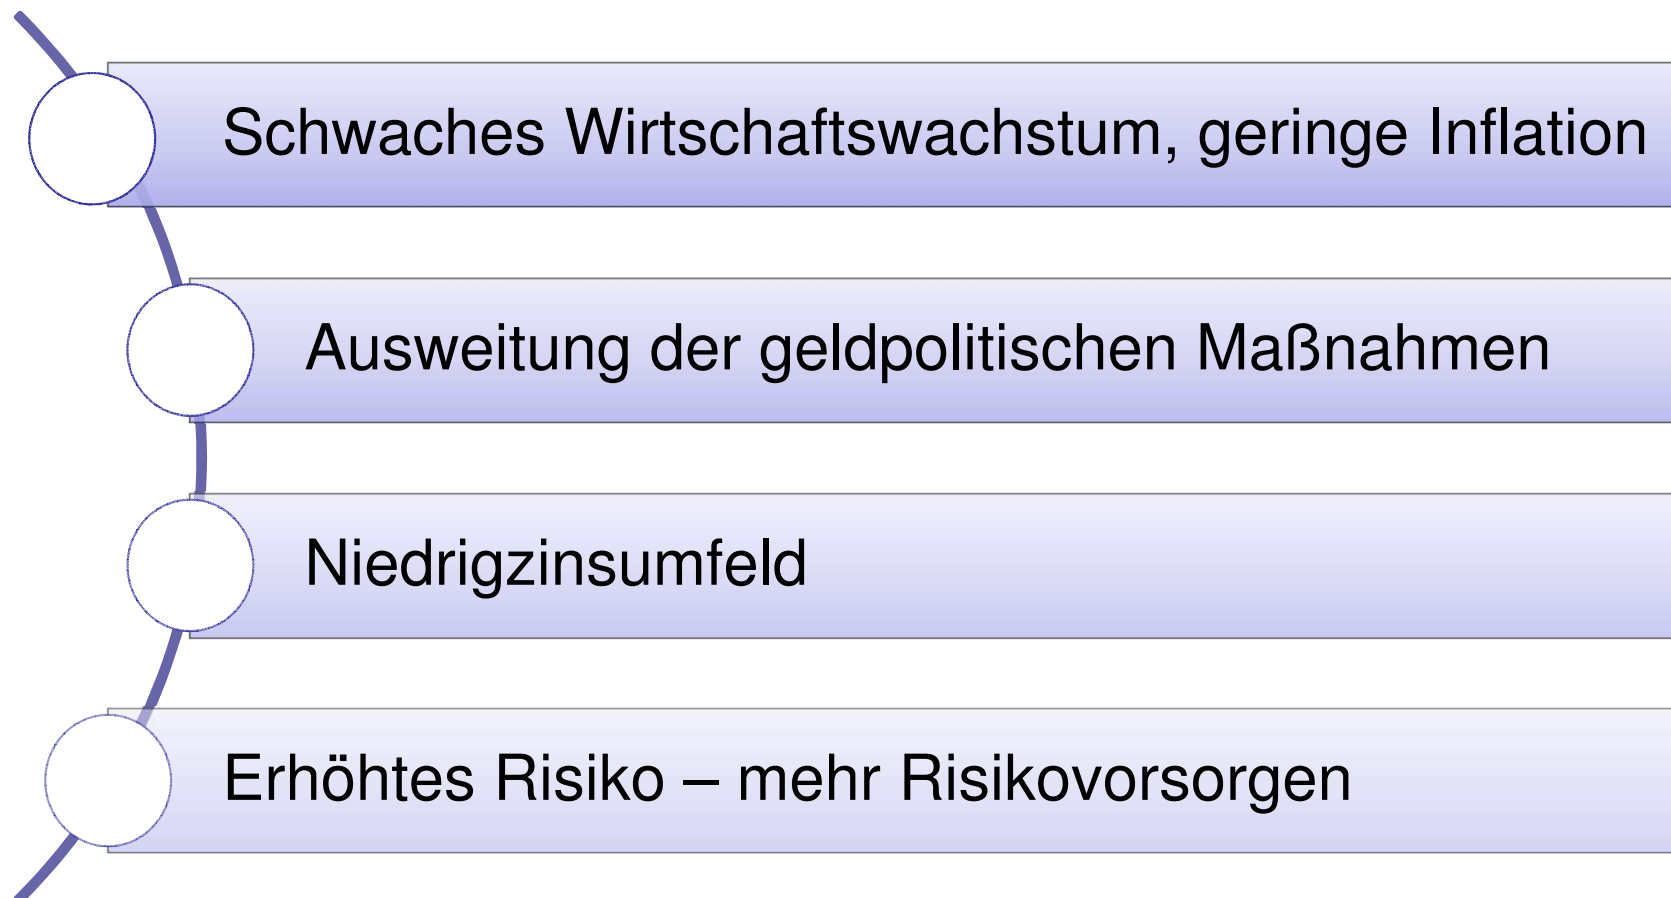 Schwaches Wirtschaftswachstum, geringe Inflation
Ausweitung der geldpolitischen Maßnahmen
Niedrigzinsumfeld
Erhöhtes Risiko – mehr Risikovorsorgen